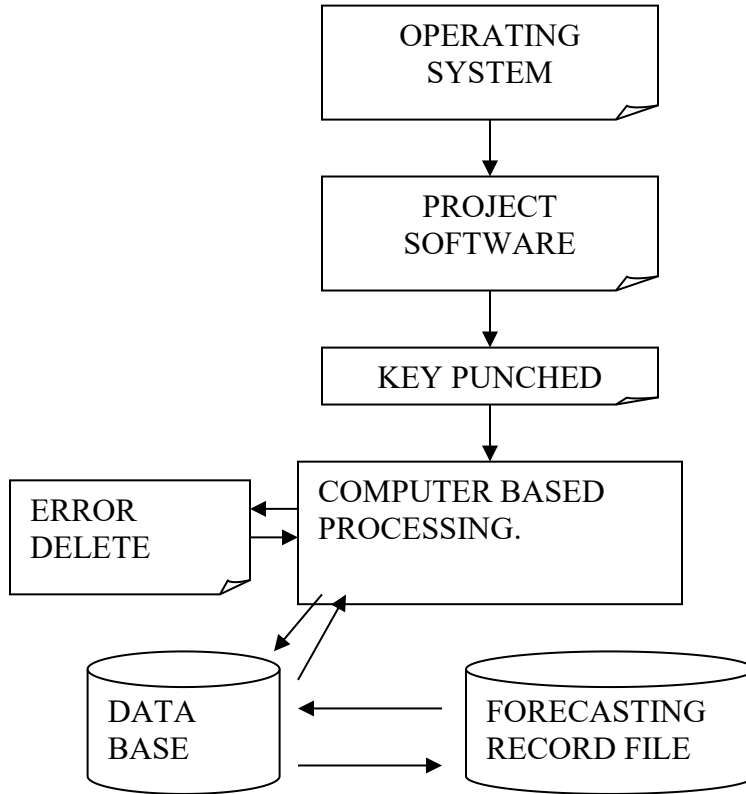 OPERATING
SYSTEM
PROJECT
SOFTWARE
KEY PUNCHED
COMPUTER BASED
PROCESSING.
ERROR
DELETE
DATA
BASE
FORECASTING
RECORD FILE